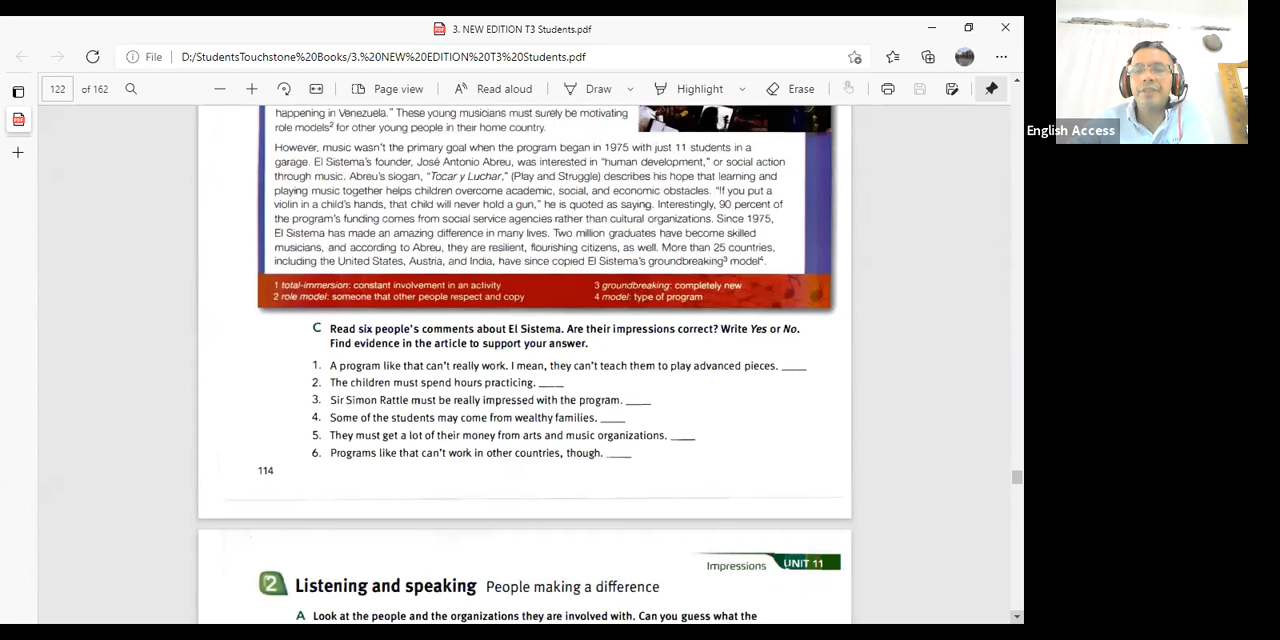 3. NEW EDITION T3 Students.pdf
File D:/StudentsTouchstone%20Books/3.%20NEW%20EDITION%20T3%20Students.pdf
122 of 162 Page view Read aloud Draw Highlight Erase
happening in Venezuela." These young musicians must surely be motivating
role models2 for other young people in their home country.
However, music wasn't the primary goal when the program began in 1975 with just 11 students in a
garage. El Sistema's founder, José Antonio Abreu, was interested in "human development," or social action
through music. Abreu's slogan, "Tocar y Luchar," (Play and Struggle) describes his hope that learning and
playing music together helps children overcome academic, social, and economic obstacles. "If you put a
violin in a child's hands, that child will never hold a gun," he is quoted as saying. Interestingly, 90 percent of
the program's funding comes from social service agencies rather than cultural organizations. Since 1975,
El Sistema has made an amazing difference in many lives. Two million graduates have become skilled
musicians, and according to Abreu, they are resilient, flourishing citizens, as well. More than 25 countries,
including the United States, Austria, and India, have since copied El Sistema's groundbreaking3 model4.
1 total-immersion: constant involvement in an activity
2 role model: someone that other people respect and copy
3 groundbreaking: completely new
4 model: type of program
C Read six people's comments about El Sistema. Are their impressions correct? Write Yes or No.
Find evidence in the article to support your answer.
1. A program like that can't really work. I mean, they can't teach them to play advanced pieces. ____
2. The children must spend hours practicing. ____
3. Sir Simon Rattle must be really impressed with the program. ____
4. Some of the students may come from wealthy families. ____
5. They must get a lot of their money from arts and music organizations. ____
6. Programs like that can't work in other countries, though. ____
114
Impressions UNIT 11
2 Listening and speaking People making a difference
A Look at the people and the organizations they are involved with. Can you guess what the
English Access